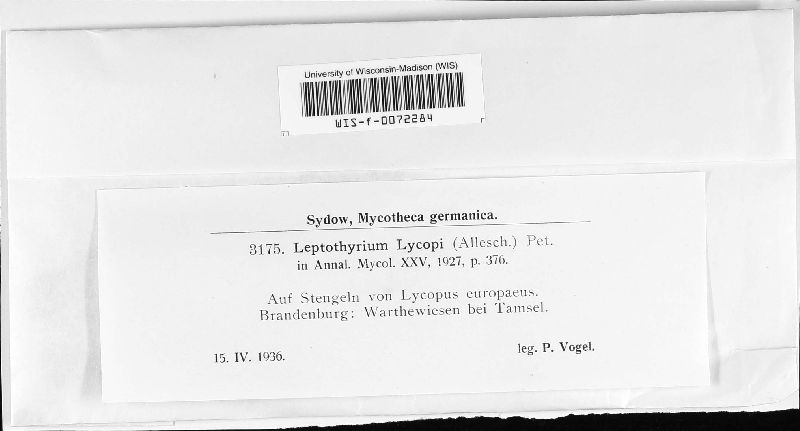 University of Wisconsin-Madison (WIS)
WIS-f-0072284
Sydow, Mycotheca germanica.
3175. Leptothyrium Lycopi (Allesch.) Pet.
in Annal. Mycol. XXV, 1927, p. 376.
Auf Stengeln von Lycopus europaeus.
Brandenburg: Warthewiesen bei Tamsel.
15. IV. 1936.
leg. P. Vogel.